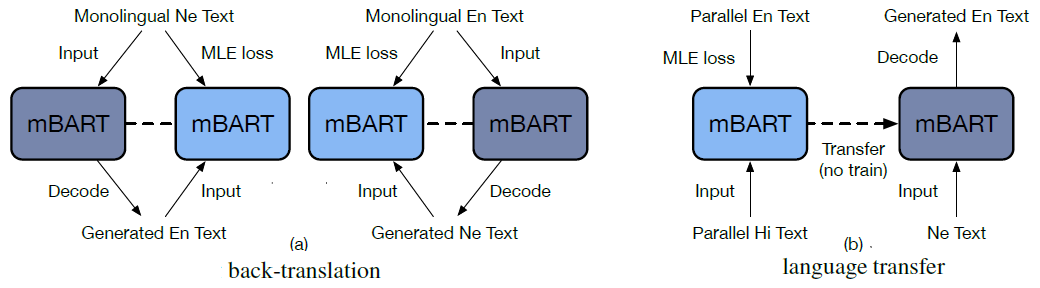 Monolingual Ne Text
Monolingual En Text
Parallel En Text
Generated En Text
Input
MLE loss
MLE loss
Input
MLE loss
Decode
mBART
mBART
mBART
mBART
mBART
mBART
Transfer
(no train)
Decode
Input
Input
Decode
Input
Input
Generated En Text
Generated Ne Text
Parallel Hi Text
Ne Text
(a)
(b)
back-translation
language transfer